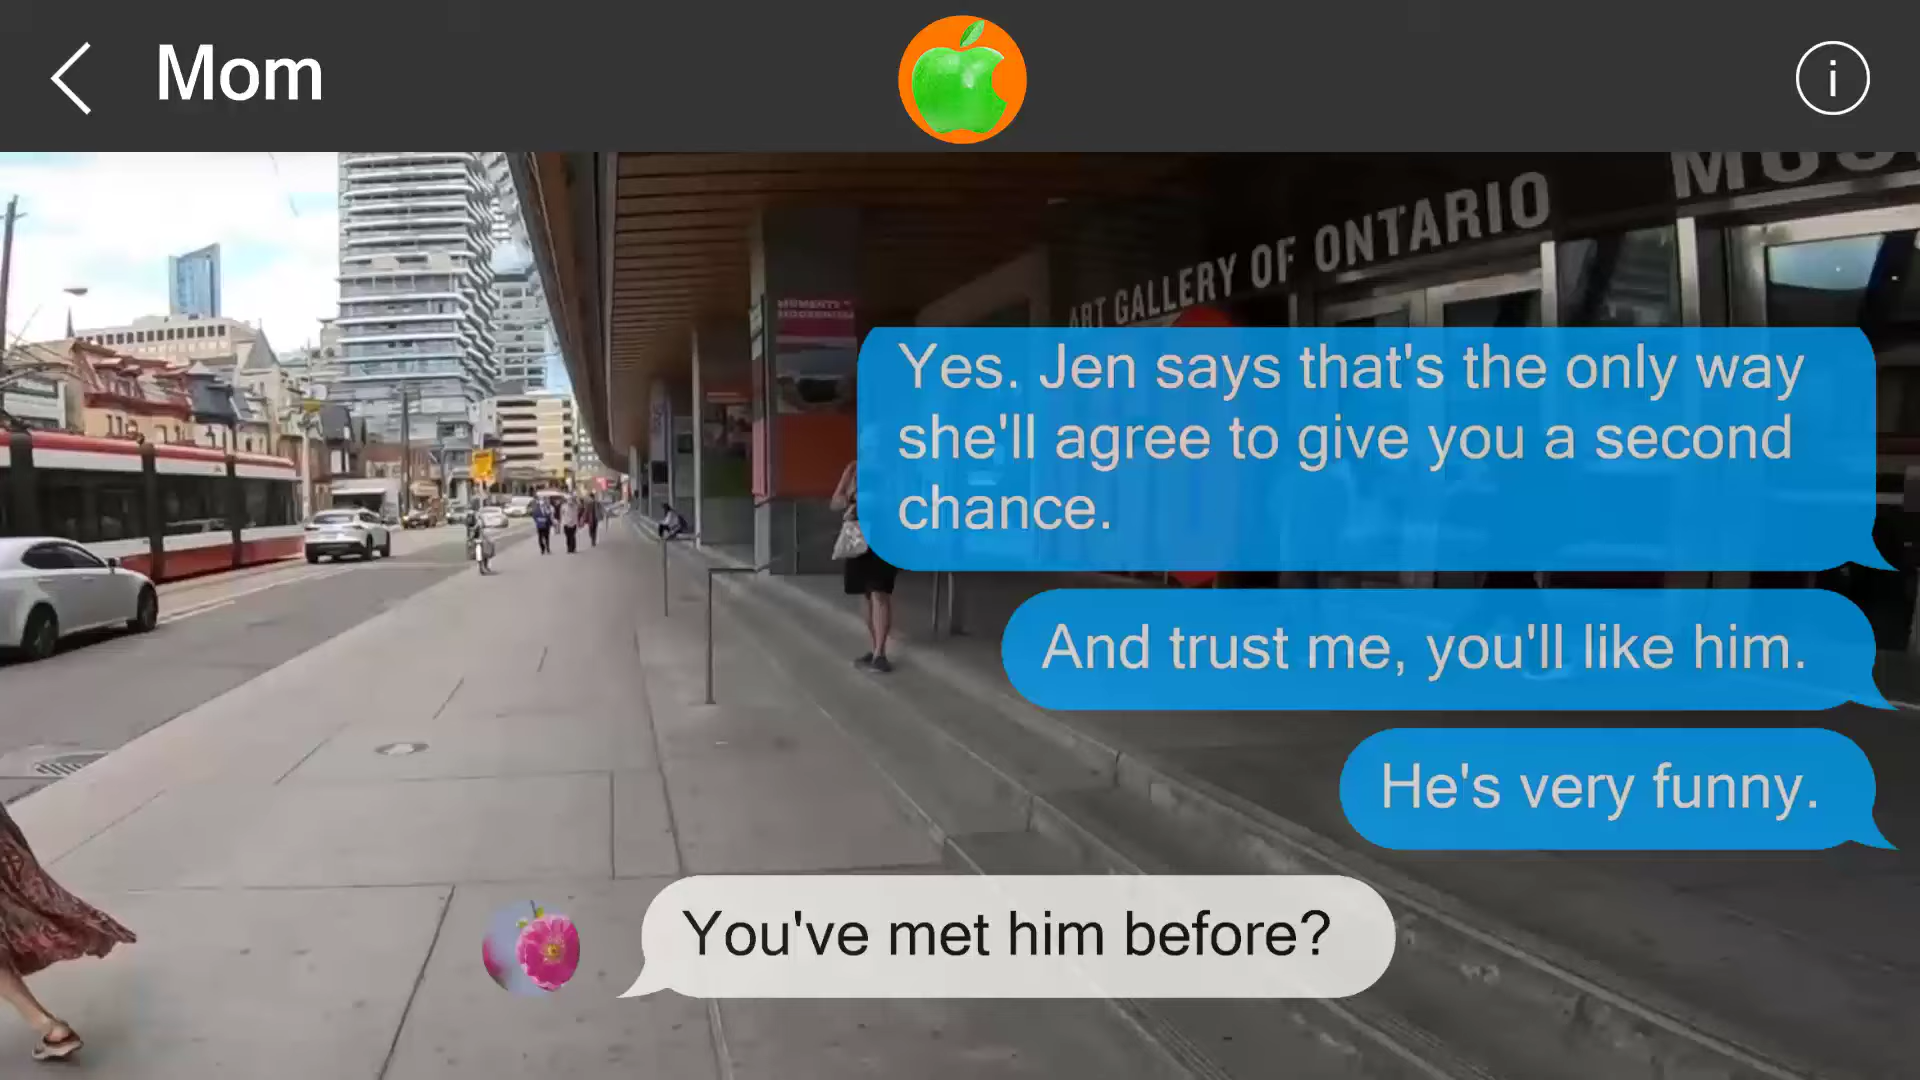 Mom
i
ART GALLERY OF ONTARIO
Yes. Jen says that's the only way
she'll agree to give you a second
chance.
And trust me, you'll like him.
He's very funny.
You've met him before?